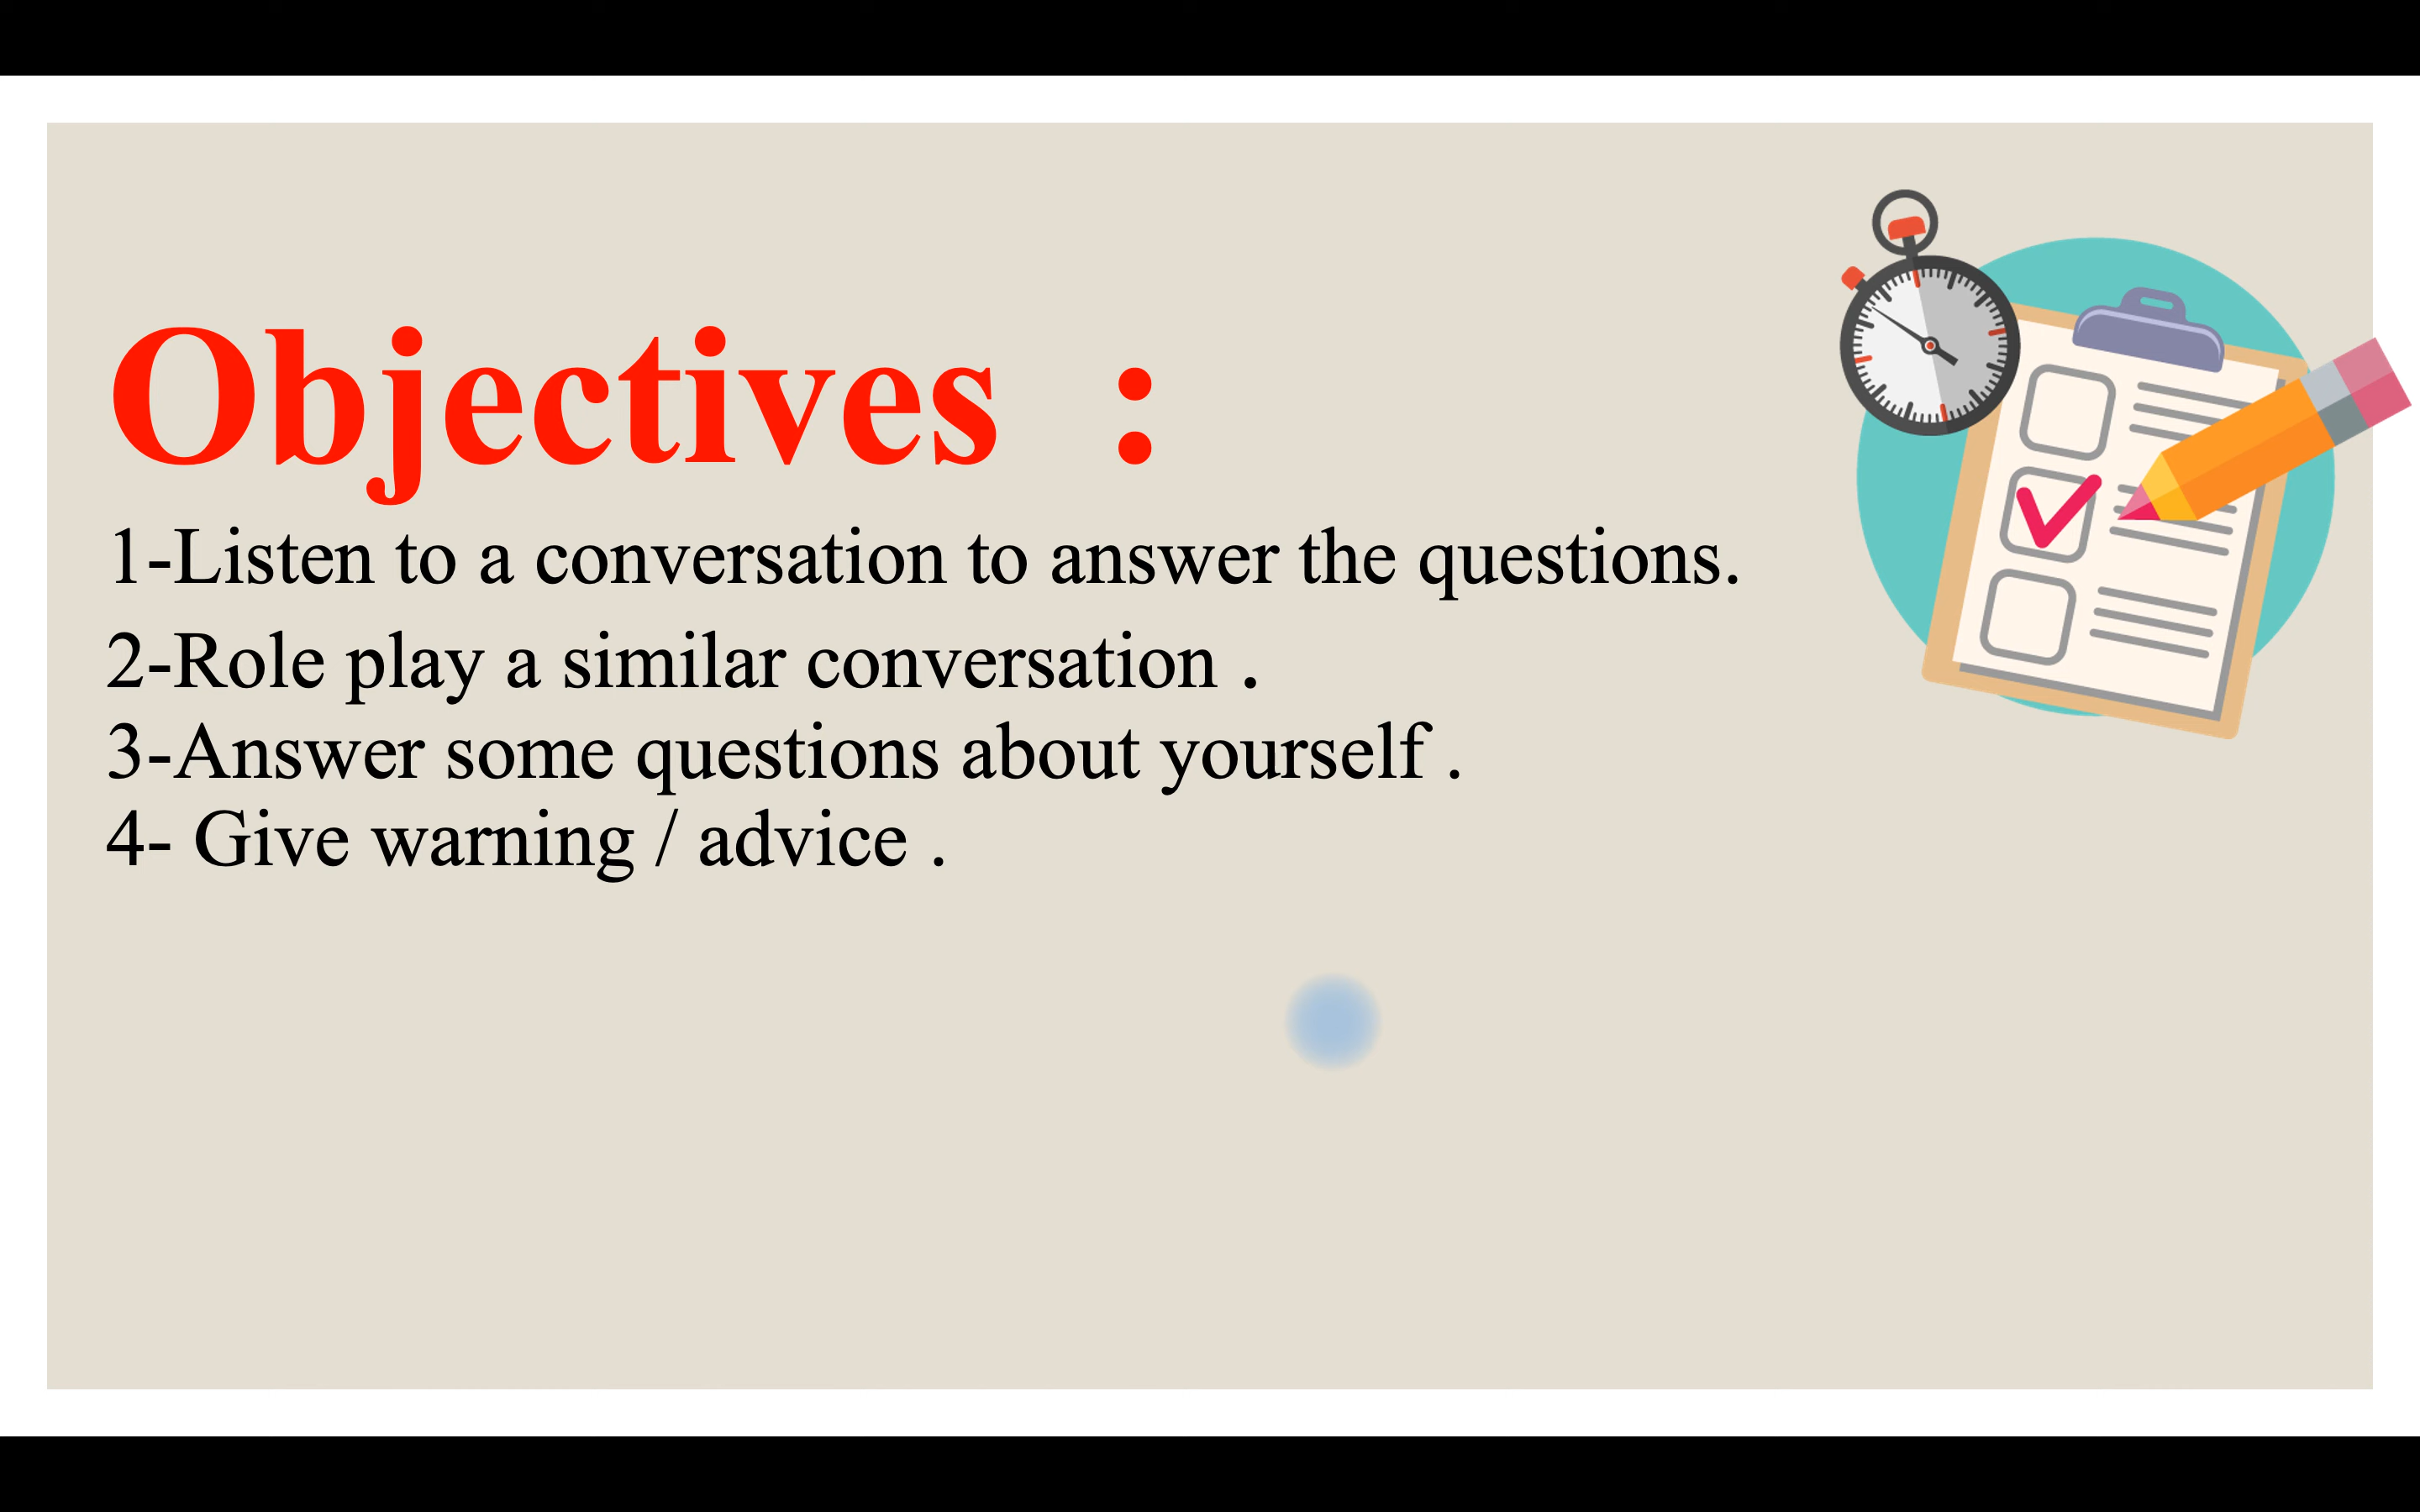 Objectives :
1-Listen to a conversation to answer the questions.
2-Role play a similar conversation .
3-Answer some questions about yourself .
4- Give warning / advice .